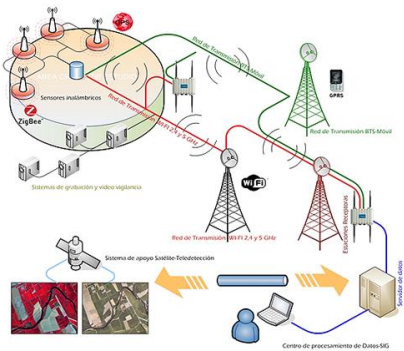 GPS
Red de Transmisión BTS-Móvil
GPRS
Sensores inalámbricos
ZigBee
Red de Transmisión BTS-Móvil
Red de Transmisión WI-FI 2,4 y 5 GHz
Sistemas de grabación y video vigilancia
WiFi
Red de Transmisión WI-FI 2,4 y 5 GHz
Estaciones Receptoras
Sistema de apoyo Satélite-Teledetección
Servidor de datos
Centro de procesamiento de Datos-SIG